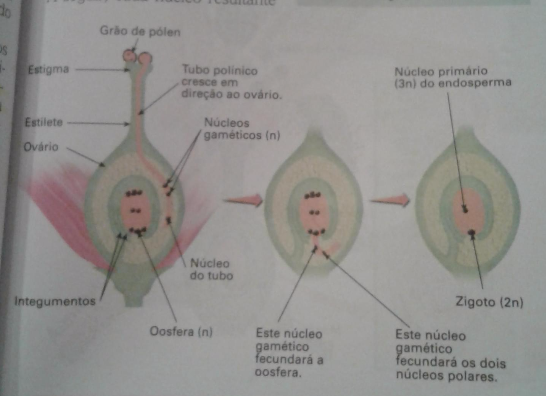 Grão de pólen
Estigma
Tubo polínico
cresce em
direção ao ovário.
Núcleo primário
(3n) do endosperma
Estilete
Núcleos
gaméticos (n)
Ovário
Núcleo
do tubo
Integumentos
Oosfera (n)
Zigoto (2n)
Este núcleo
gamético
fecundará a
oosfera.
Este núcleo
gamético
fecundará os dois
núcleos polares.